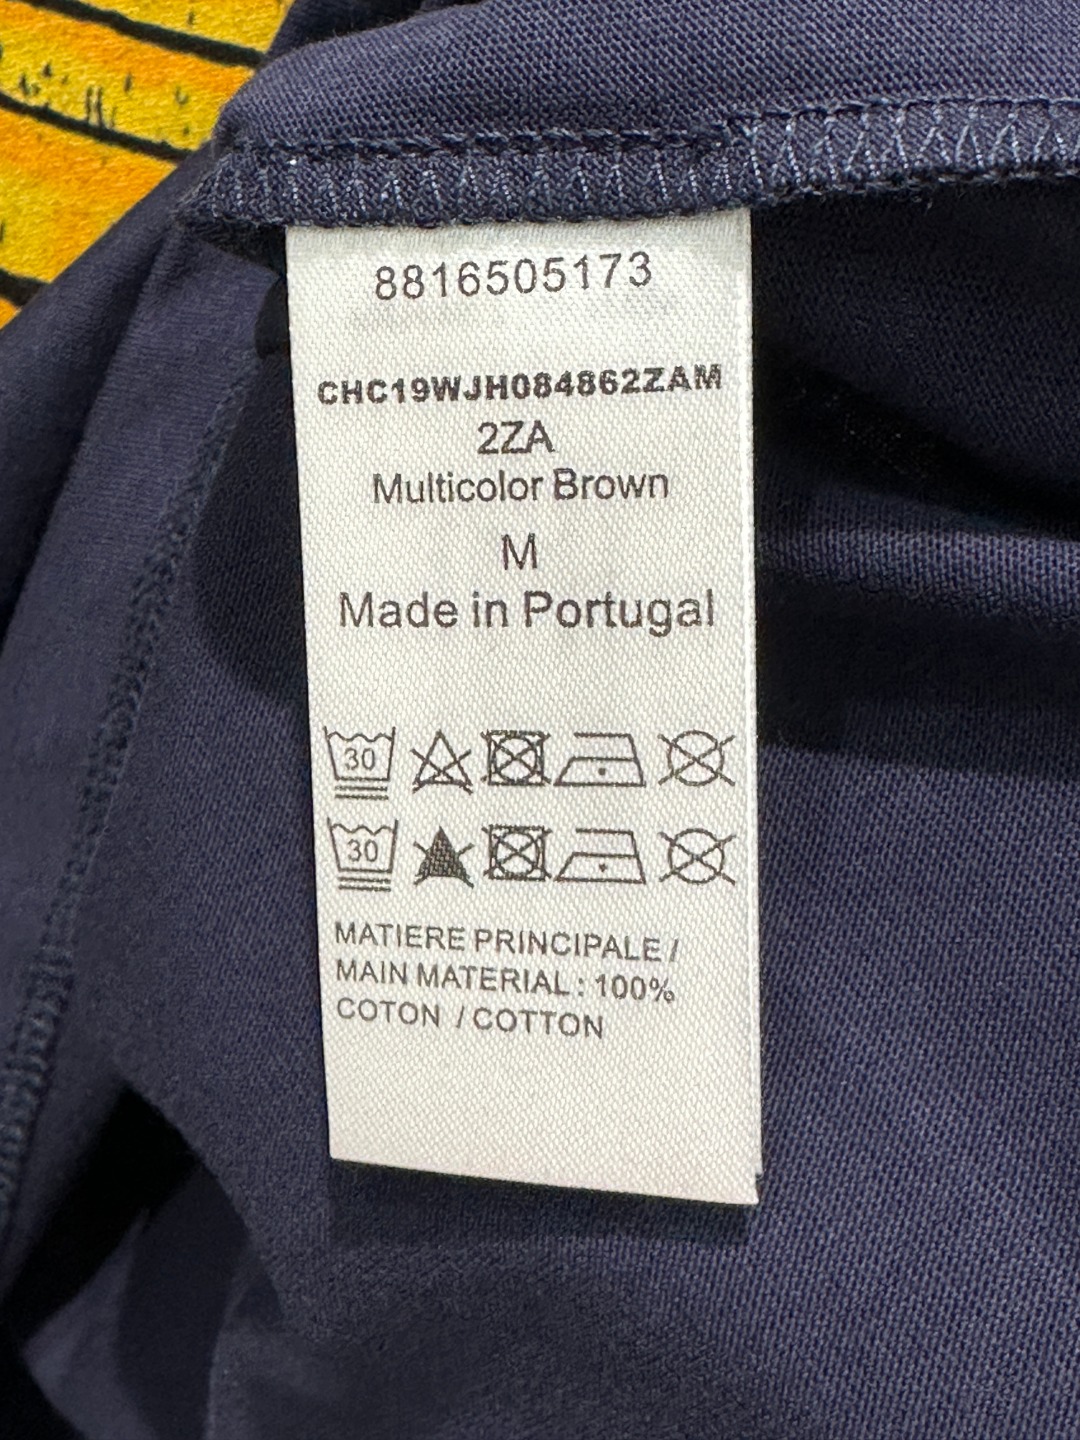 8816505173
CHC19WJH084862ZAM
2ZA
Multicolor Brown
M
Made in Portugal
30
30
MATIERE PRINCIPALE /
MAIN MATERIAL : 100%
COTON / COTTON